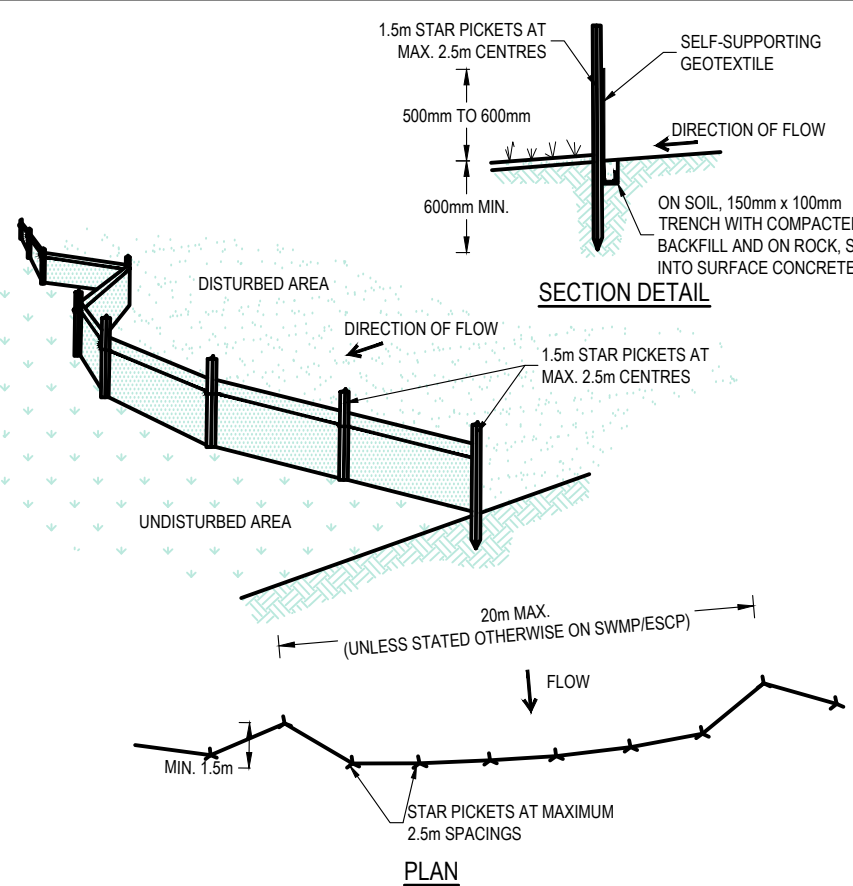 1.5m STAR PICKETS AT
MAX. 2.5m CENTRES
SELF-SUPPORTING
GEOTEXTILE
500mm TO 600mm
DIRECTION OF FLOW
600mm MIN.
ON SOIL, 150mm x 100mm
TRENCH WITH COMPACTE
BACKFILL AND ON ROCK, S
INTO SURFACE CONCRETE
SECTION DETAIL
DISTURBED AREA
DIRECTION OF FLOW
1.5m STAR PICKETS AT
MAX. 2.5m CENTRES
UNDISTURBED AREA
20m MAX.
(UNLESS STATED OTHERWISE ON SWMP/ESCP)
FLOW
MIN. 1.5m
STAR PICKETS AT MAXIMUM
2.5m SPACINGS
PLAN